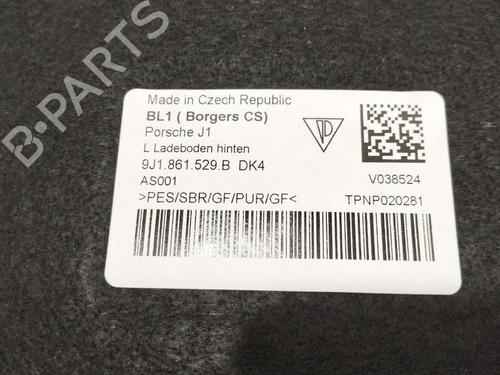 B-PARTS
Made in Czech Republic
BL1 ( Borgers CS)
Porsche J1
L Ladeboden hinten
9J1.861.529.B DK4
AS001
V038524
>PES/SBR/GF/PUR/GF<
TPNP020281